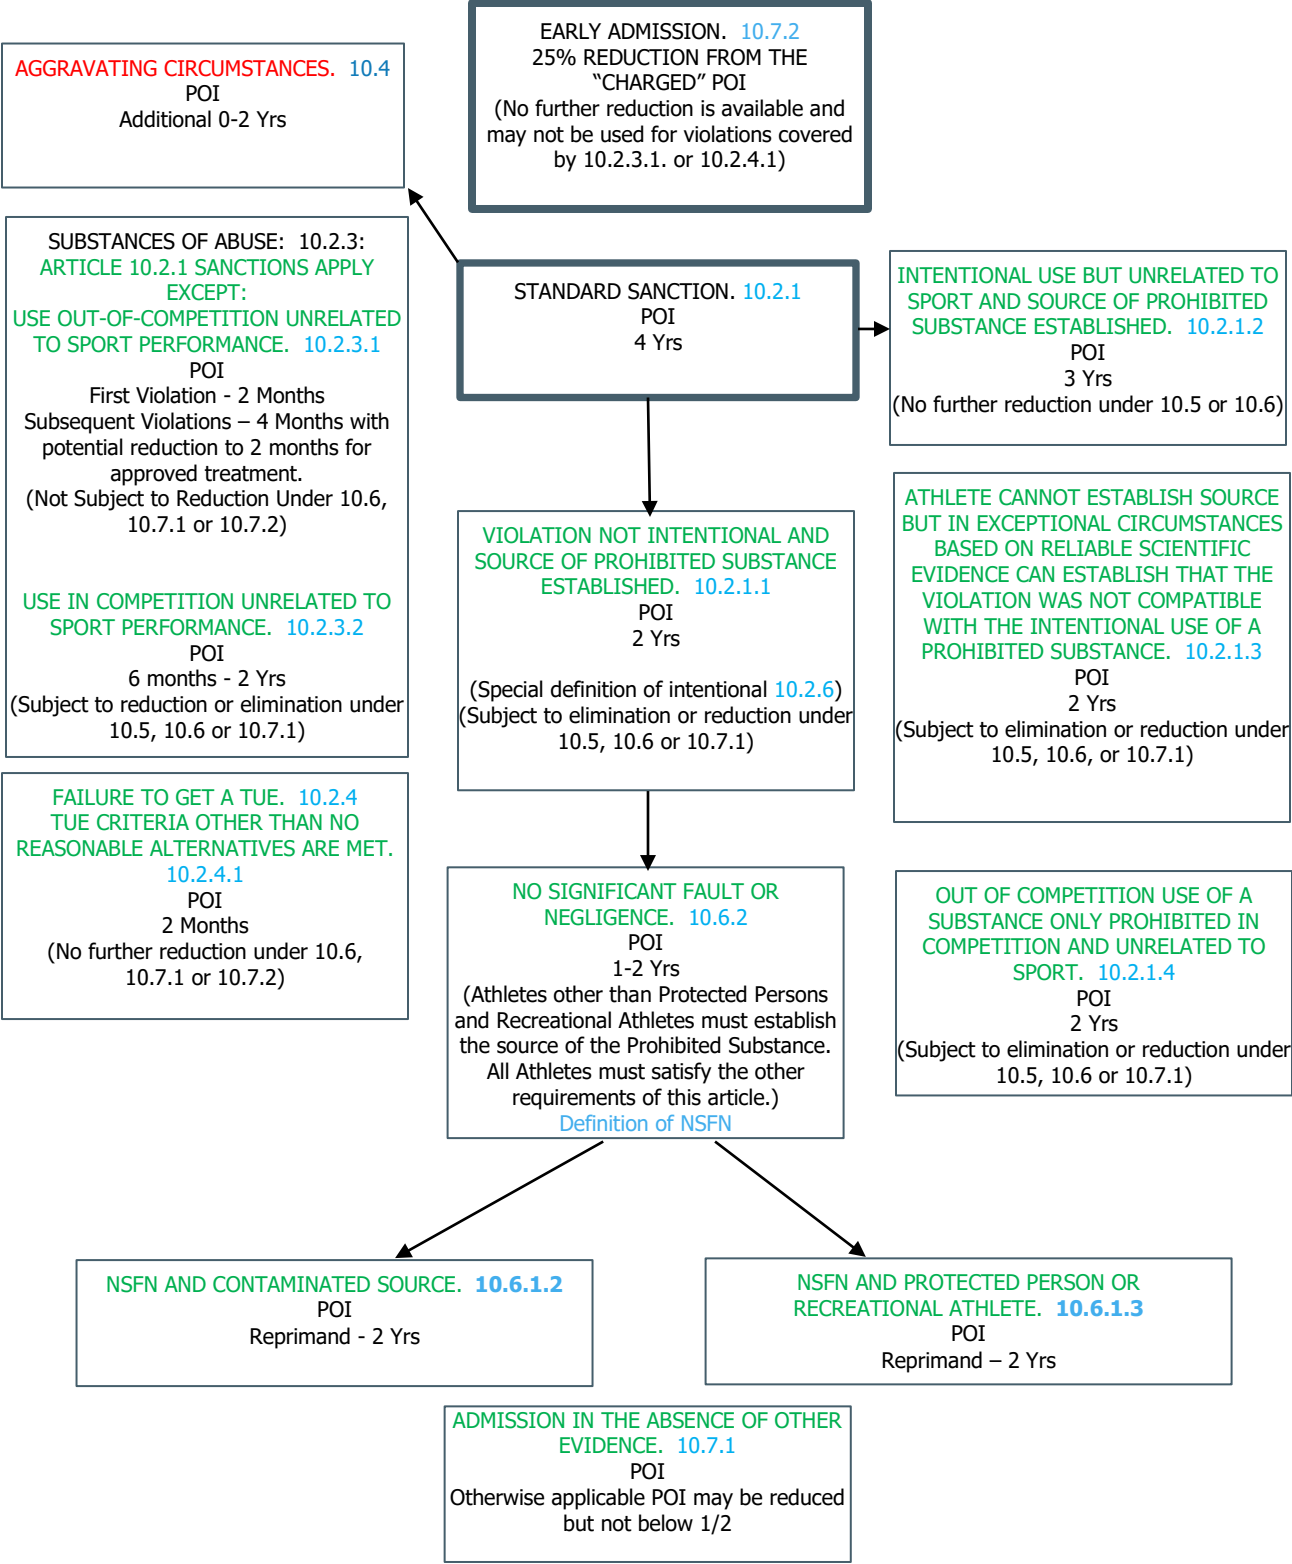 EARLY ADMISSION. 10.7.2
25% REDUCTION FROM THE
“CHARGED” POI
(No further reduction is available and
may not be used for violations covered
by 10.2.3.1. or 10.2.4.1)
AGGRAVATING CIRCUMSTANCES. 10.4
POI
Additional 0-2 Yrs
SUBSTANCES OF ABUSE: 10.2.3:
ARTICLE 10.2.1 SANCTIONS APPLY
EXCEPT:
USE OUT-OF-COMPETITION UNRELATED
TO SPORT PERFORMANCE. 10.2.3.1
POI
First Violation - 2 Months
Subsequent Violations – 4 Months with
potential reduction to 2 months for
approved treatment.
(Not Subject to Reduction Under 10.6,
10.7.1 or 10.7.2)
USE IN COMPETITION UNRELATED TO
SPORT PERFORMANCE. 10.2.3.2
POI
6 months - 2 Yrs
(Subject to reduction or elimination under
10.5, 10.6 or 10.7.1)
STANDARD SANCTION. 10.2.1
POI
4 Yrs
INTENTIONAL USE BUT UNRELATED TO
SPORT AND SOURCE OF PROHIBITED
SUBSTANCE ESTABLISHED. 10.2.1.2
POI
3 Yrs
(No further reduction under 10.5 or 10.6)
VIOLATION NOT INTENTIONAL AND
SOURCE OF PROHIBITED SUBSTANCE
ESTABLISHED. 10.2.1.1
POI
2 Yrs
(Special definition of intentional 10.2.6)
(Subject to elimination or reduction under
10.5, 10.6 or 10.7.1)
ATHLETE CANNOT ESTABLISH SOURCE
BUT IN EXCEPTIONAL CIRCUMSTANCES
BASED ON RELIABLE SCIENTIFIC
EVIDENCE CAN ESTABLISH THAT THE
VIOLATION WAS NOT COMPATIBLE
WITH THE INTENTIONAL USE OF A
PROHIBITED SUBSTANCE. 10.2.1.3
POI
2 Yrs
(Subject to elimination or reduction under
10.5, 10.6, or 10.7.1)
FAILURE TO GET A TUE. 10.2.4
TUE CRITERIA OTHER THAN NO
REASONABLE ALTERNATIVES ARE MET.
10.2.4.1
POI
2 Months
(No further reduction under 10.6,
10.7.1 or 10.7.2)
NO SIGNIFICANT FAULT OR
NEGLIGENCE. 10.6.2
POI
1-2 Yrs
(Athletes other than Protected Persons
and Recreational Athletes must establish
the source of the Prohibited Substance.
All Athletes must satisfy the other
requirements of this article.)
Definition of NSFN
OUT OF COMPETITION USE OF A
SUBSTANCE ONLY PROHIBITED IN
COMPETITION AND UNRELATED TO
SPORT. 10.2.1.4
POI
2 Yrs
(Subject to elimination or reduction under
10.5, 10.6 or 10.7.1)
NSFN AND CONTAMINATED SOURCE. 10.6.1.2
POI
Reprimand - 2 Yrs
NSFN AND PROTECTED PERSON OR
RECREATIONAL ATHLETE. 10.6.1.3
POI
Reprimand – 2 Yrs
ADMISSION IN THE ABSENCE OF OTHER
EVIDENCE. 10.7.1
POI
Otherwise applicable POI may be reduced
but not below 1/2